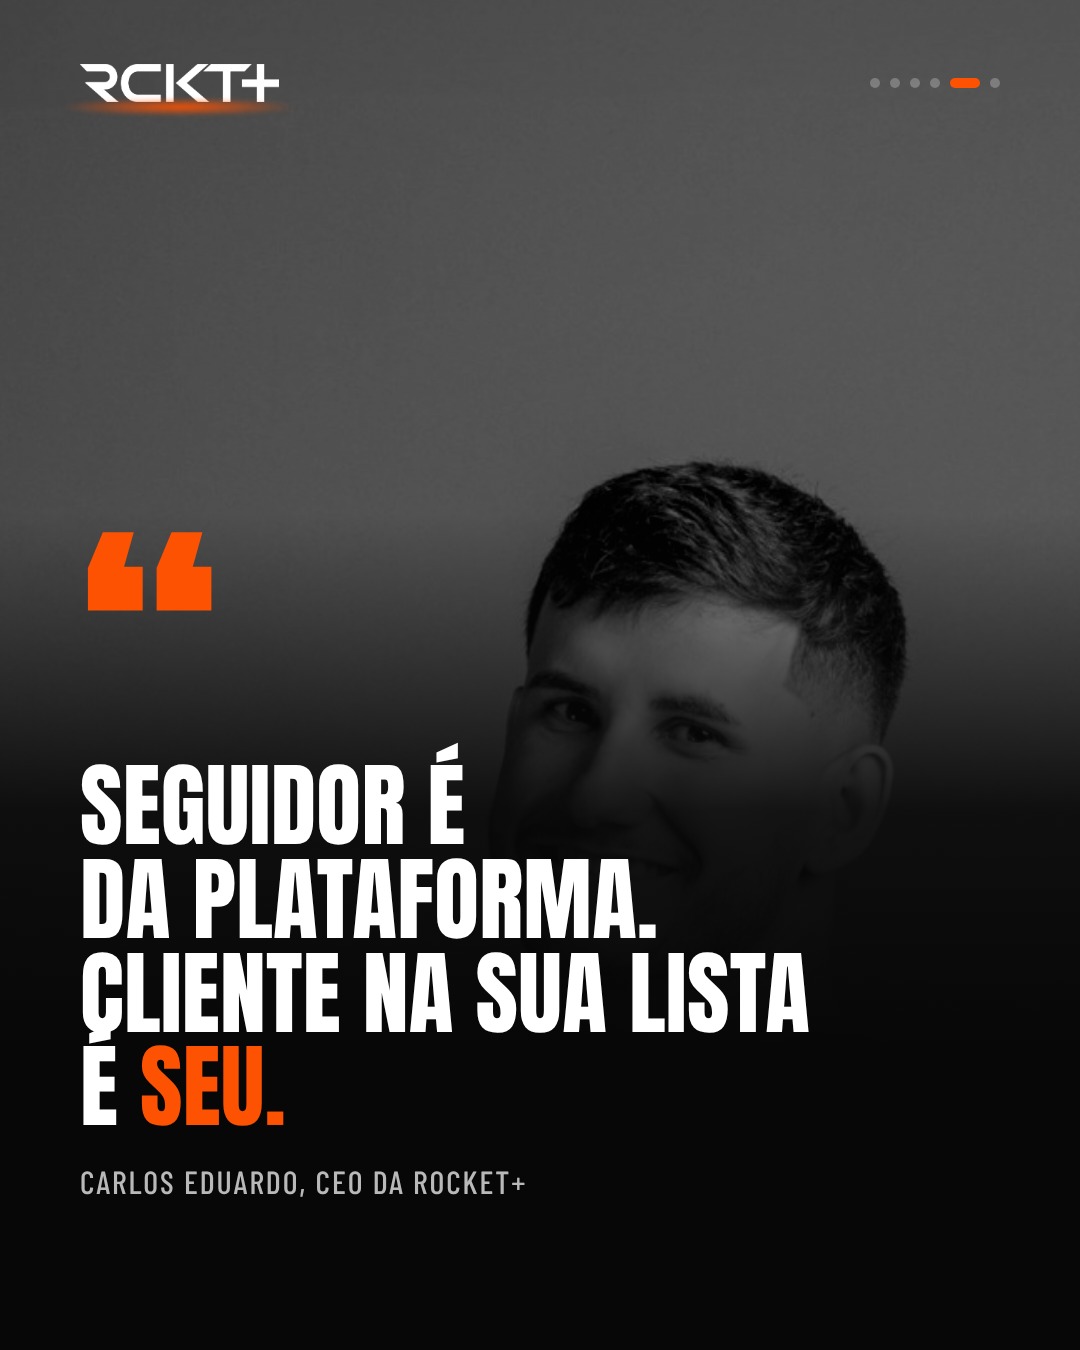 RCKT+
“
SEGUIDOR É
DA PLATAFORMA.
CLIENTE NA SUA LISTA
É SEU.
CARLOS EDUARDO, CEO DA ROCKET+